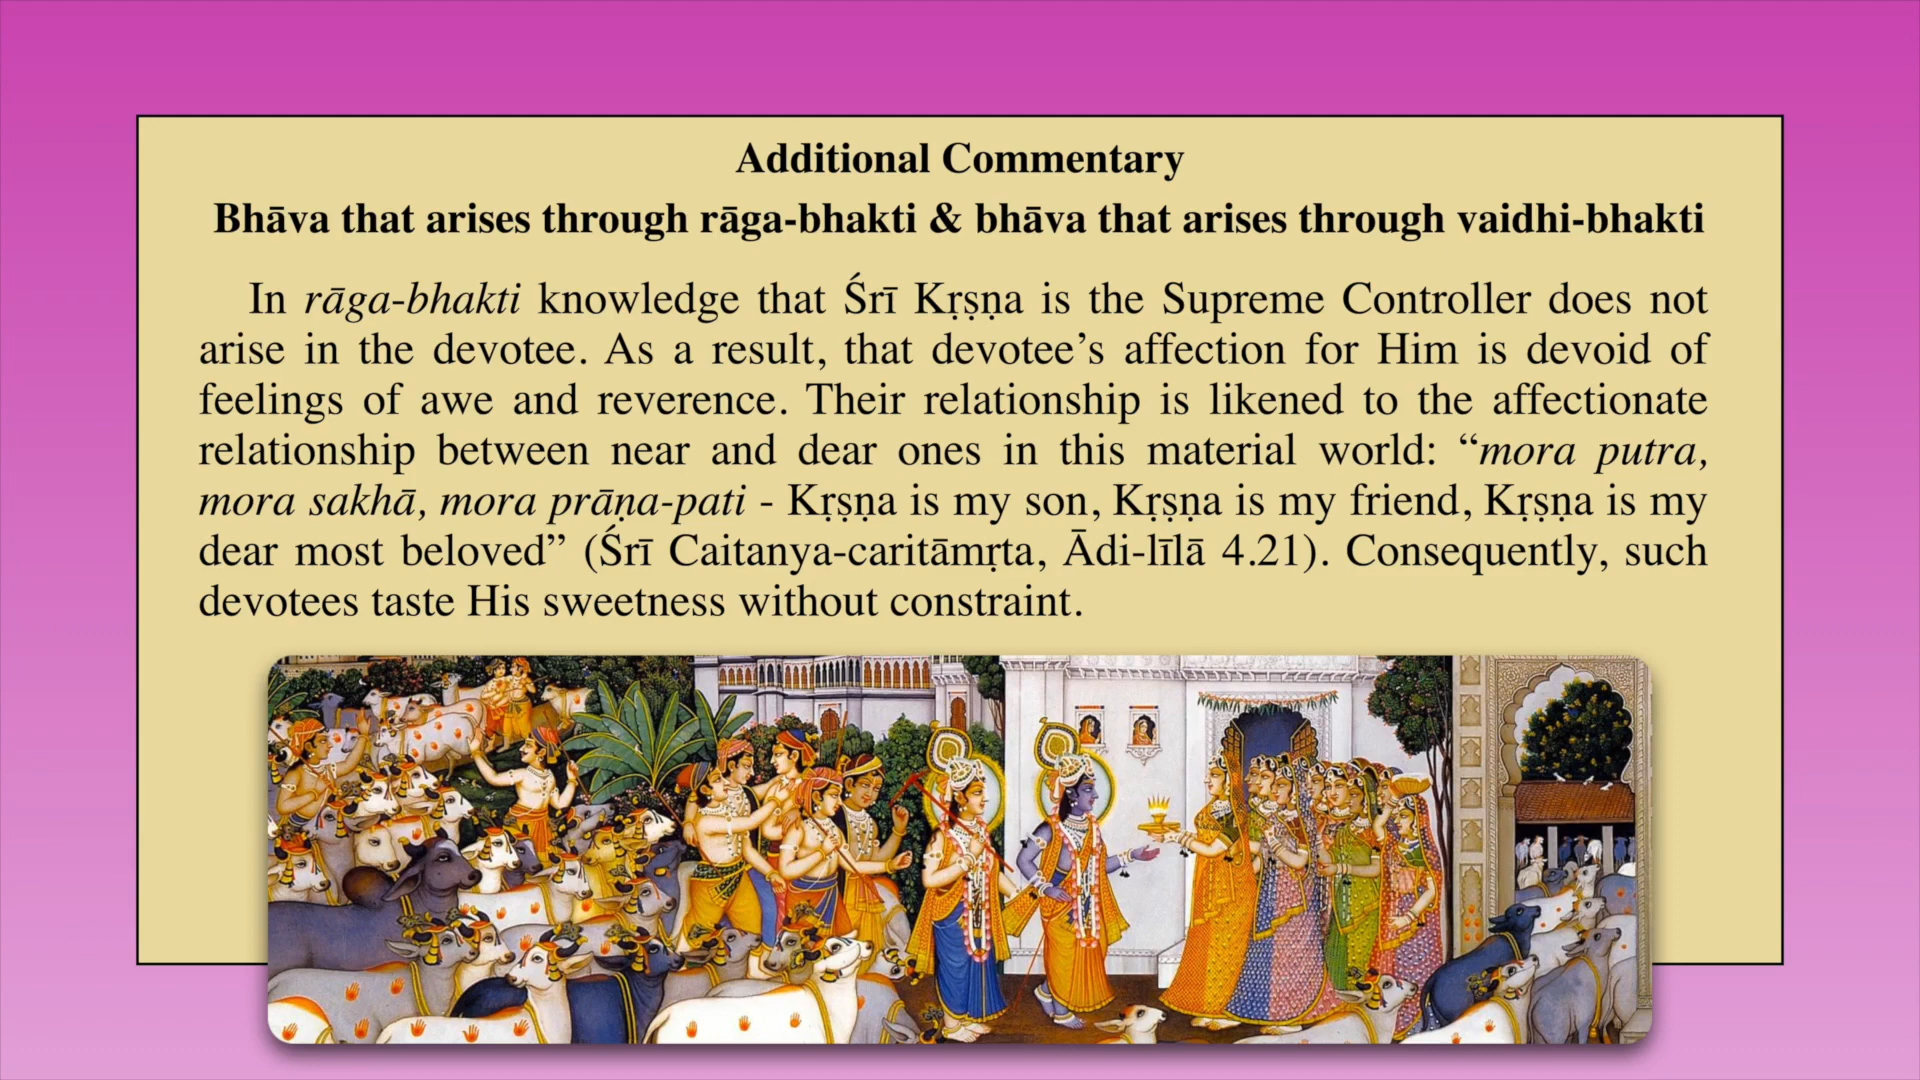 Additional Commentary
Bhāva that arises through rāga-bhakti & bhāva that arises through vaidhi-bhakti
In rāga-bhakti knowledge that Śrī Kṛṣṇa is the Supreme Controller does not
arise in the devotee. As a result, that devotee’s affection for Him is devoid of
feelings of awe and reverence. Their relationship is likened to the affectionate
relationship between near and dear ones in this material world: “mora putra,
mora sakhā, mora prāṇa-pati - Kṛṣṇa is my son, Kṛṣṇa is my friend, Kṛṣṇa is my
dear most beloved” (Śrī Caitanya-caritāmṛta, Ādi-līlā 4.21). Consequently, such
devotees taste His sweetness without constraint.